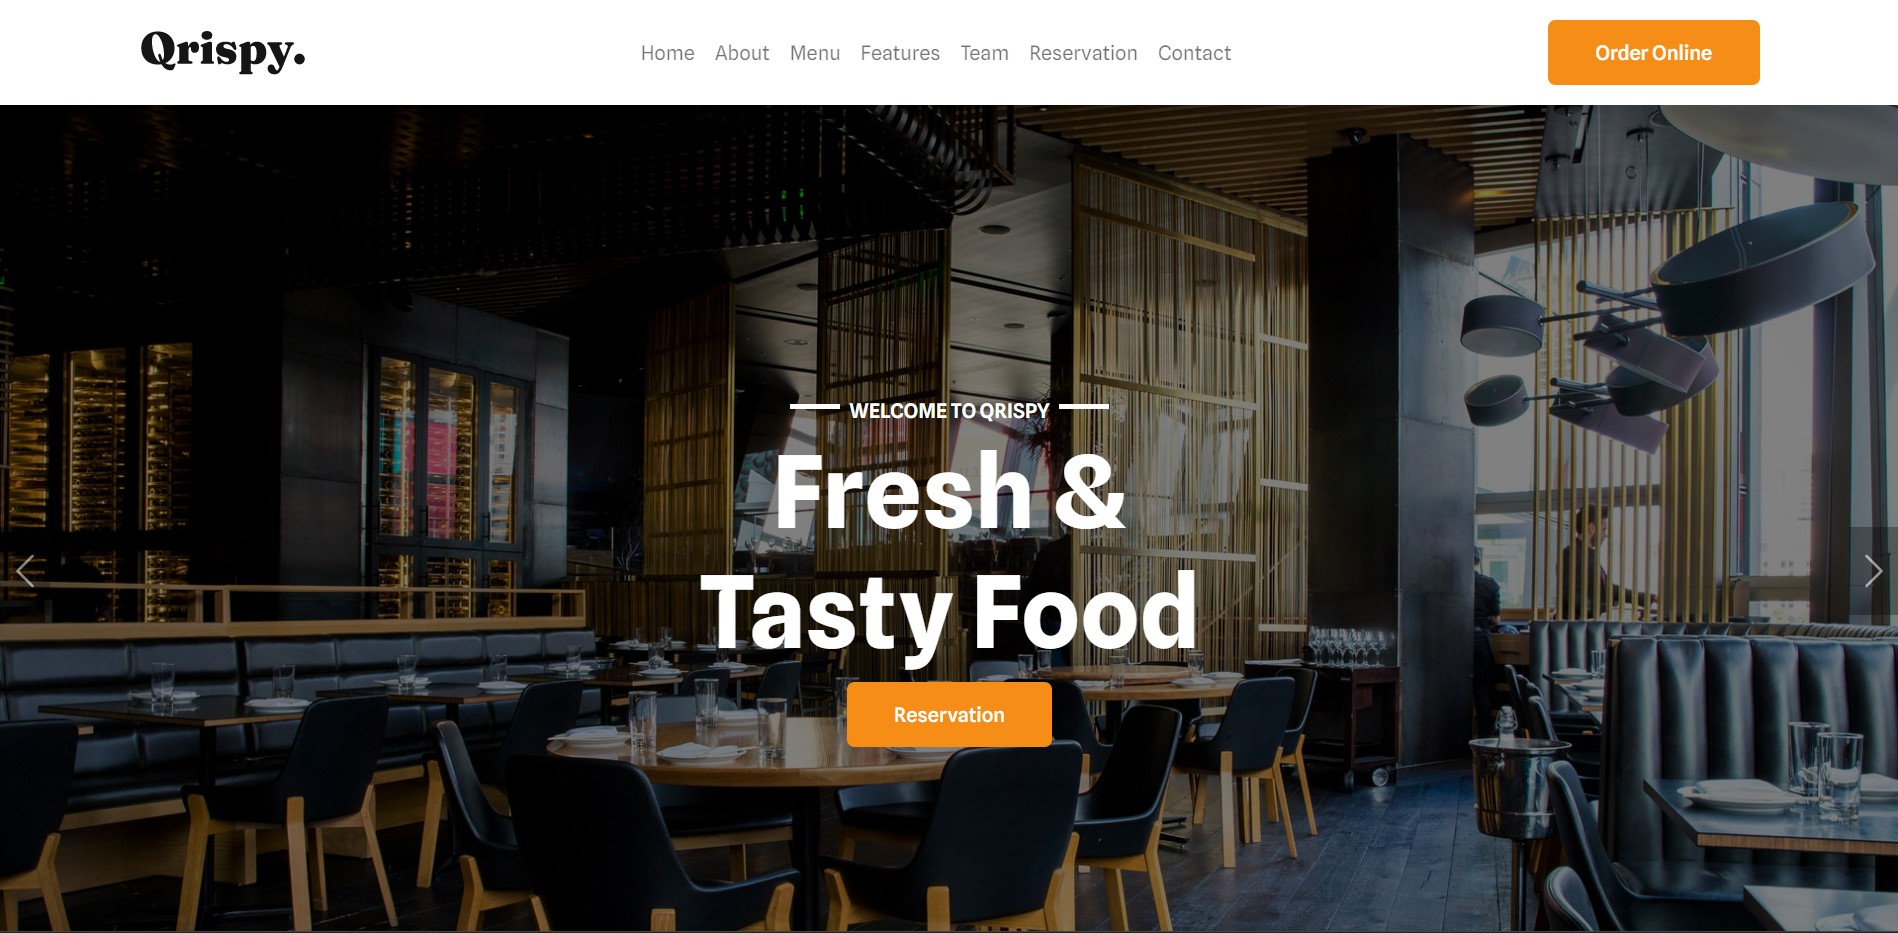 Qrispy.
Home About Menu Features Team Reservation Contact
Order Online
WELCOME TO QRISPY
Fresh &
Tasty Food
Reservation